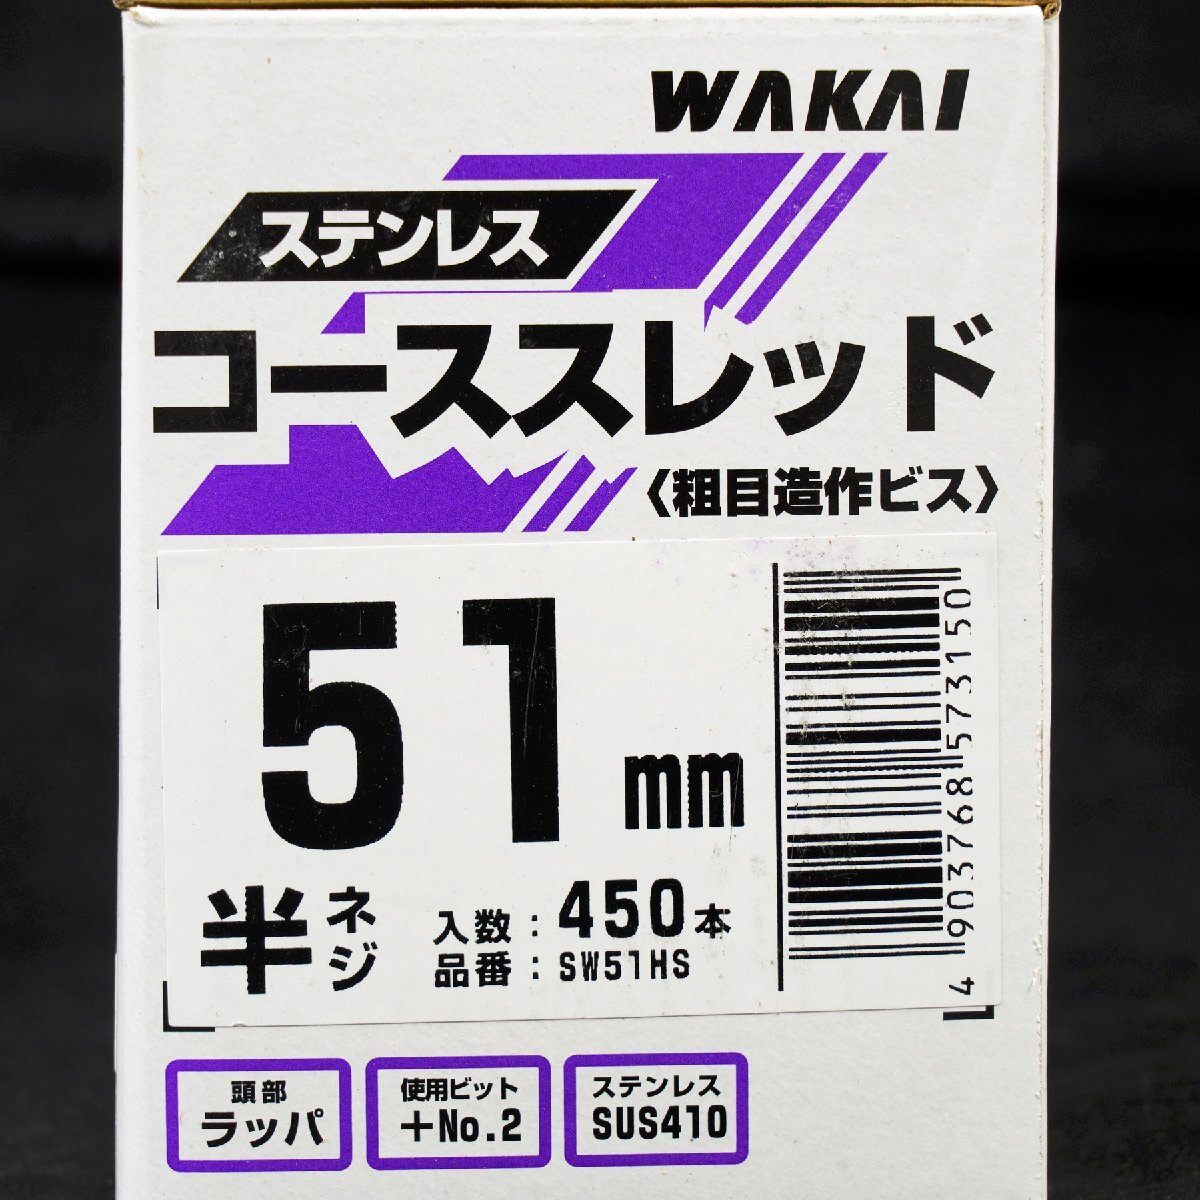 WAKAI
ステンレス
コーススレッド
〈粗目造作ビス〉
51mm
半ネジ
入数：450本
品番：SW51HS
4903768573150
頭部
ラッパ
使用ビット
＋No.2
ステンレス
SUS410